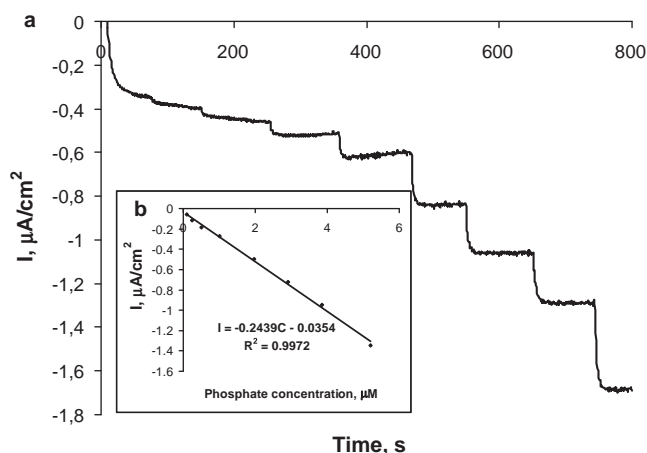 a
0
-0,2
-0,4
-0,6
-0,8
-1
-1,2
-1,4
-1,6
-1,8
0 200 400 600 800
I, µA/cm²
Time, s
b
0
-0.2
-0.4
-0.6
-0.8
-1
-1.2
-1.4
-1.6
0 2 4 6
I, µA/cm²
I = -0.2439C - 0.0354
R² = 0.9972
Phosphate concentration, µM